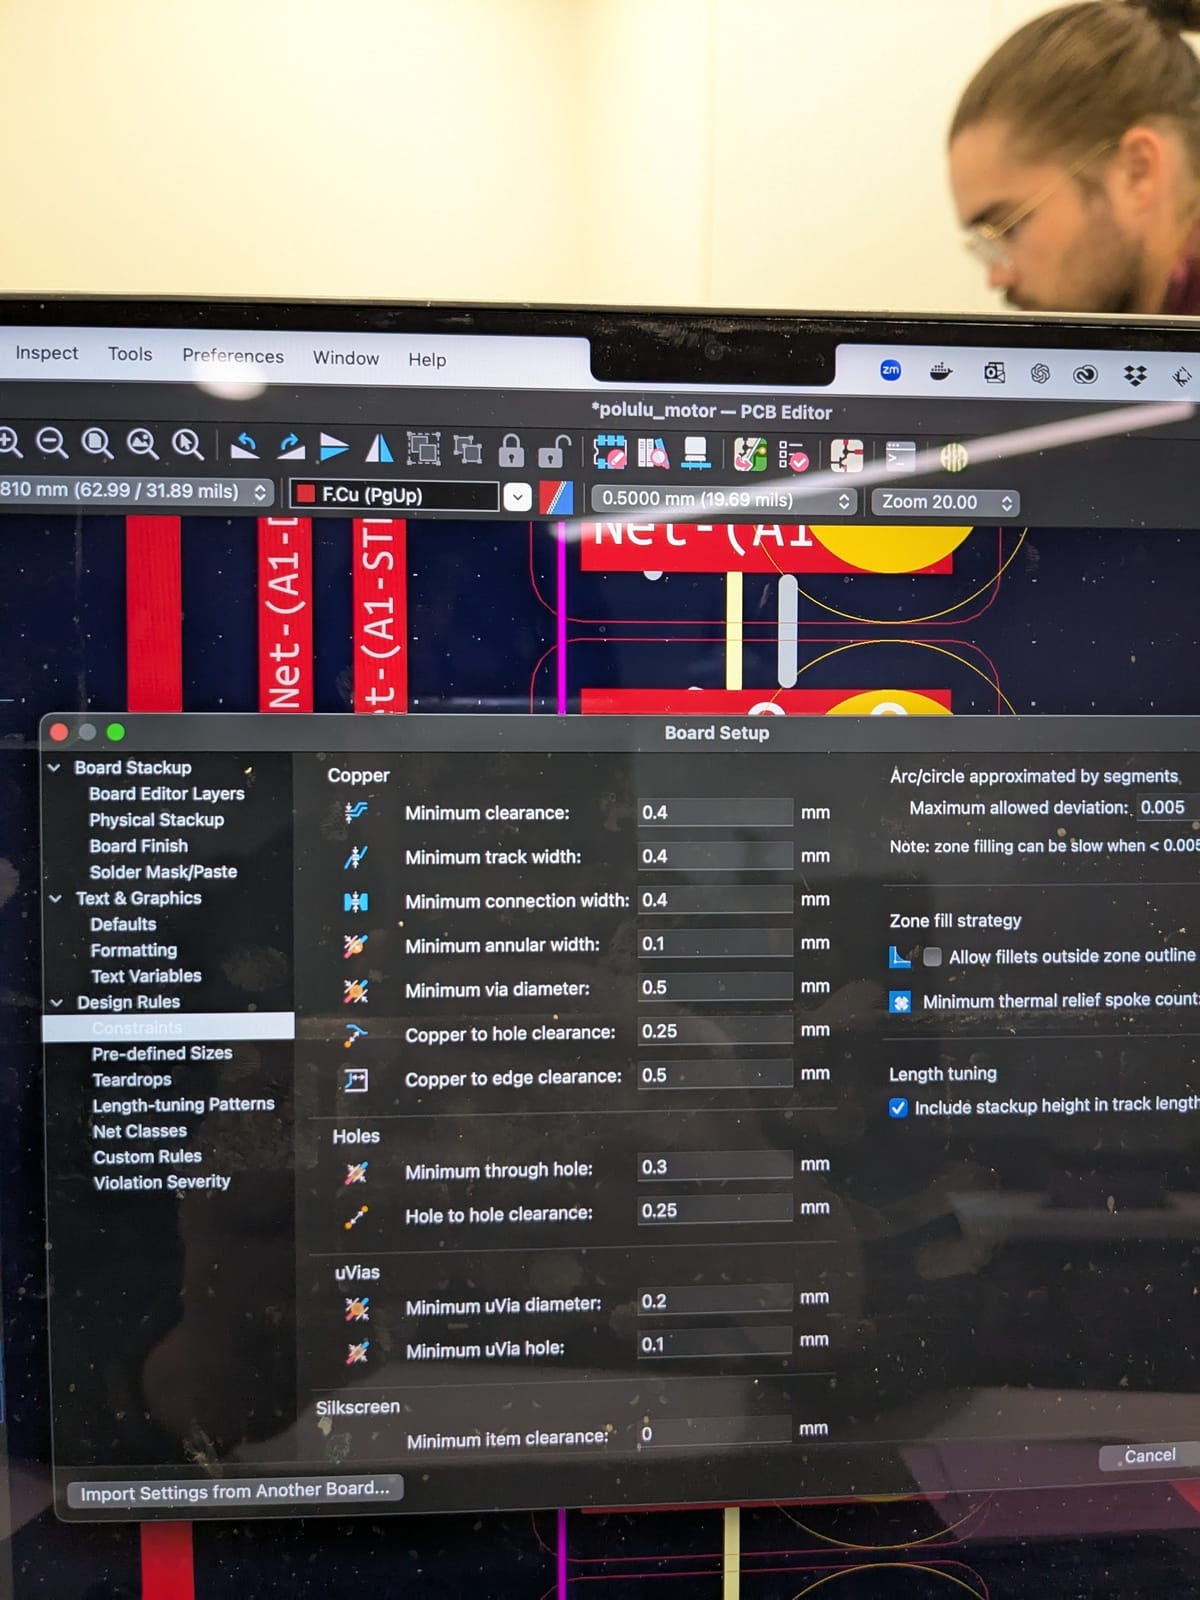 Inspect Tools Preferences Window Help
zm
*polulu_motor — PCB Editor
810 mm (62.99 / 31.89 mils) F.Cu (PgUp) 0.5000 mm (19.69 mils) Zoom 20.00
Net-(A1
Net-(A1-
t-(A1-ST
Board Setup
Board Stackup
Board Editor Layers
Physical Stackup
Board Finish
Solder Mask/Paste
Text & Graphics
Defaults
Formatting
Text Variables
Design Rules
Constraints
Pre-defined Sizes
Teardrops
Length-tuning Patterns
Net Classes
Custom Rules
Violation Severity
Import Settings from Another Board...
Copper
Minimum clearance: 0.4 mm
Minimum track width: 0.4 mm
Minimum connection width: 0.4 mm
Minimum annular width: 0.1 mm
Minimum via diameter: 0.5 mm
Copper to hole clearance: 0.25 mm
Copper to edge clearance: 0.5 mm
Holes
Minimum through hole: 0.3 mm
Hole to hole clearance: 0.25 mm
uVias
Minimum uVia diameter: 0.2 mm
Minimum uVia hole: 0.1 mm
Silkscreen
Minimum item clearance: 0 mm
Arc/circle approximated by segments
Maximum allowed deviation: 0.005
Note: zone filling can be slow when < 0.005
Zone fill strategy
Allow fillets outside zone outline
Minimum thermal relief spoke count:
Length tuning
Include stackup height in track length
Cancel